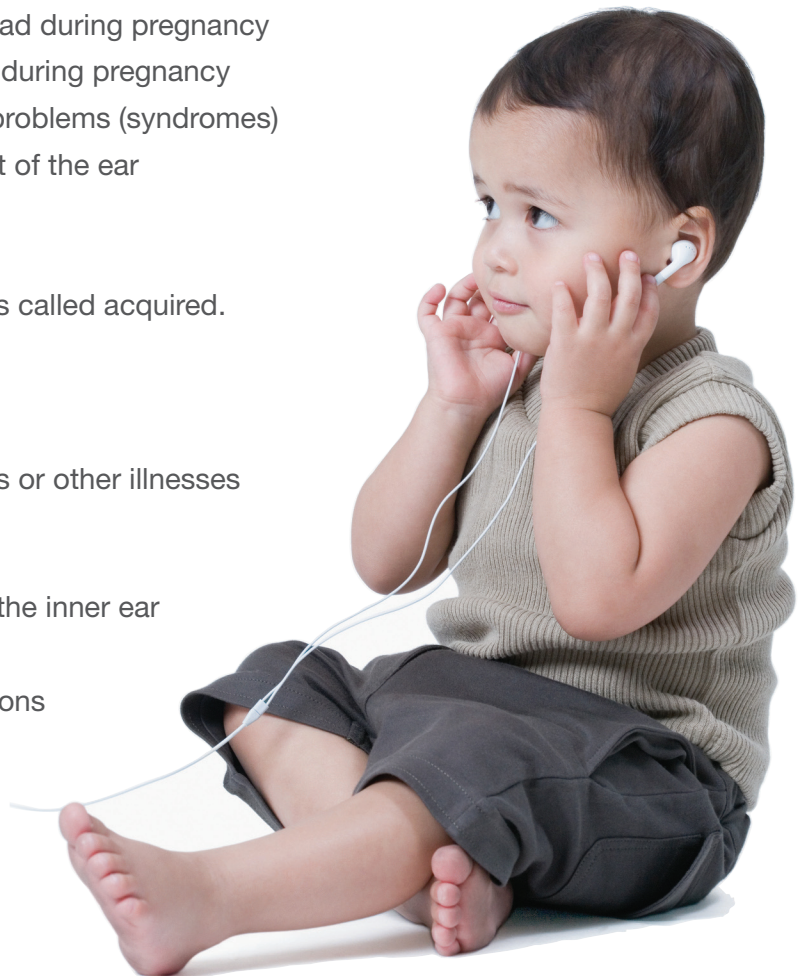 ad during pregnancy
during pregnancy
problems (syndromes)
t of the ear
s called acquired.
s or other illnesses
the inner ear
ons